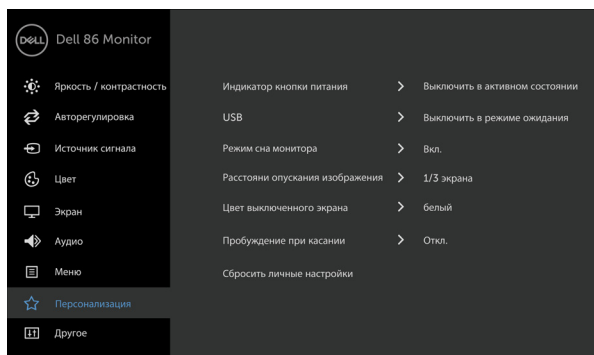 DELL
Dell 86 Monitor
Яркость / контрастность
Авторегулировка
Источник сигнала
Цвет
Экран
Аудио
Меню
Персонализация
Другое
Индикатор кнопки питания Выключить в активном состоянии
USB Выключить в режиме ожидания
Режим сна монитора Вкл.
Расстояни опускания изображения 1/3 экрана
Цвет выключенного экрана белый
Пробуждение при касании Откл.
Сбросить личные настройки